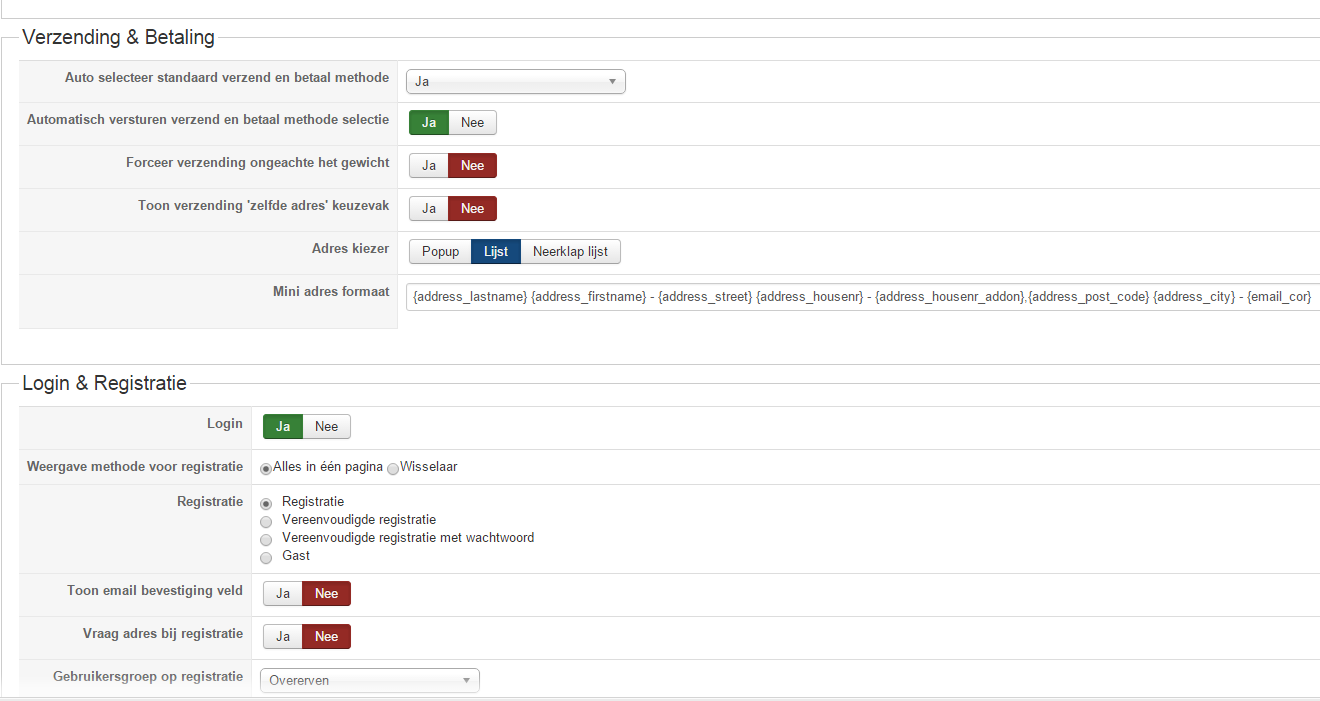 Verzending & Betaling
Auto selecteer standaard verzend en betaal methode Ja
Automatisch versturen verzend en betaal methode selectie Ja Nee
Forceer verzending ongeachte het gewicht Ja Nee
Toon verzending 'zelfde adres' keuzevak Ja Nee
Adres kiezer Popup Lijst Neerklap lijst
Mini adres formaat {address_lastname} {address_firstname} - {address_street} {address_housenr} - {address_housenr_addon},{address_post_code} {address_city} - {email_cor}
Login & Registratie
Login Ja Nee
Weergave methode voor registratie Alles in één pagina Wisselaar
Registratie Registratie
Vereenvoudigde registratie
Vereenvoudigde registratie met wachtwoord
Gast
Toon email bevestiging veld Ja Nee
Vraag adres bij registratie Ja Nee
Gebruikersgroep op registratie Overerven